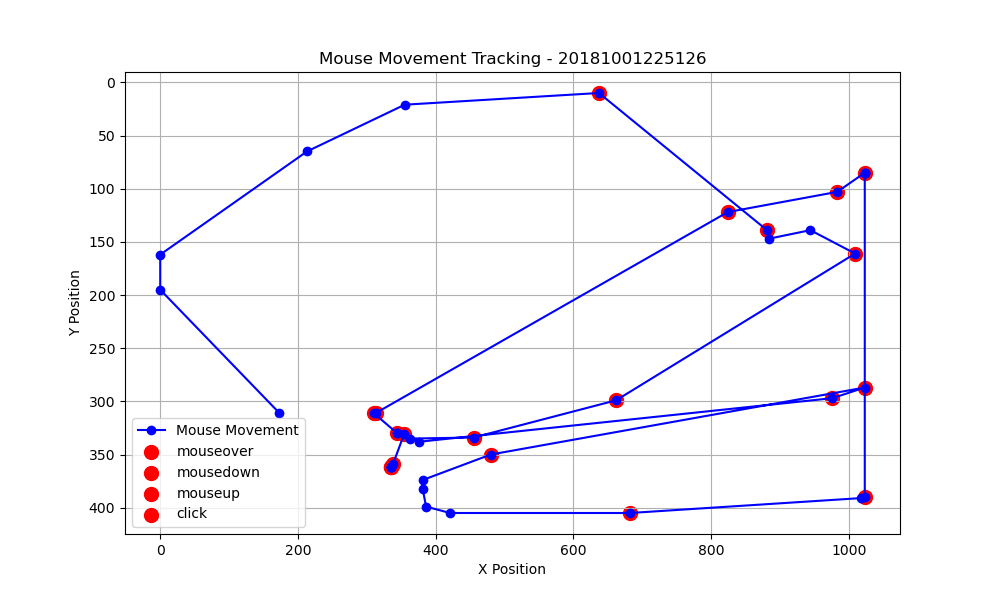 Mouse Movement Tracking - 20181001225126
0
50
100
150
200
250
300
350
400
Y Position
Mouse Movement
mouseover
mousedown
mouseup
click
0 200 400 600 800 1000
X Position